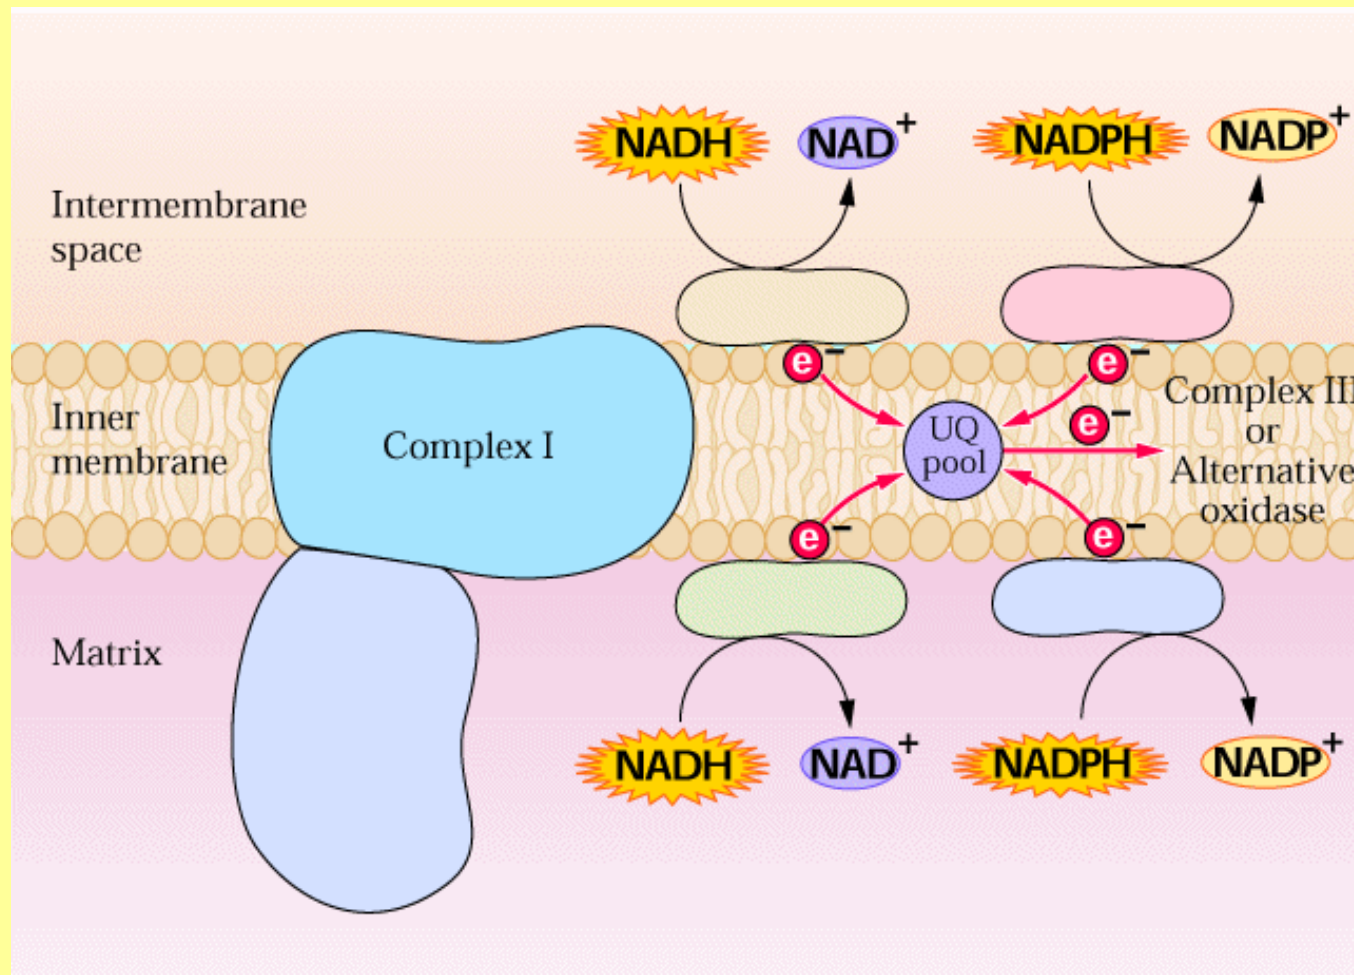 NADH
NAD+
NADPH
NADP+
Intermembrane
space
e−
e−
Inner
membrane
Complex I
UQ
pool
e−
Complex III
or
Alternative
oxidase
e−
e−
Matrix
NADH
NAD+
NADPH
NADP+